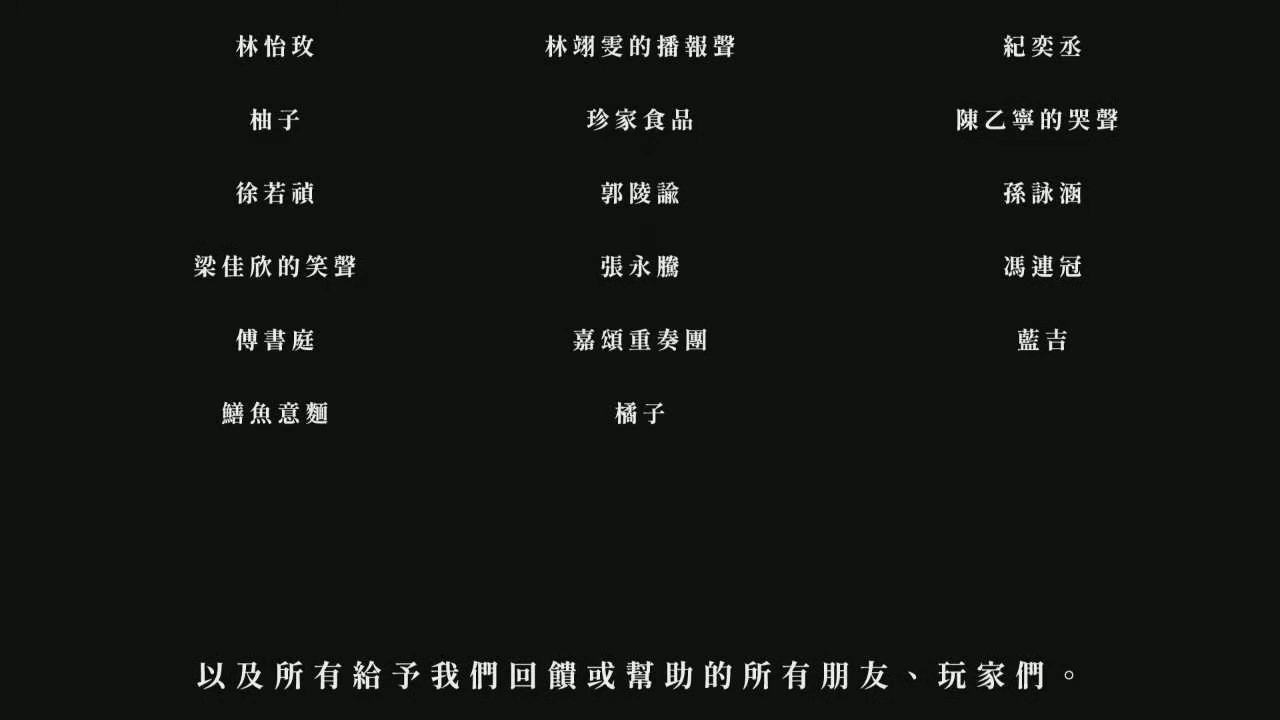 林怡玫 林翊雯的播報聲 紀奕丞
柚子 珍家食品 陳乙寧的哭聲
徐若禎 郭陵諭 孫詠涵
梁佳欣的笑聲 張永騰 馮連冠
傅書庭 嘉頌重奏團 藍吉
鱔魚意麵 橘子
以及所有給予我們回饋或幫助的所有朋友、玩家們。